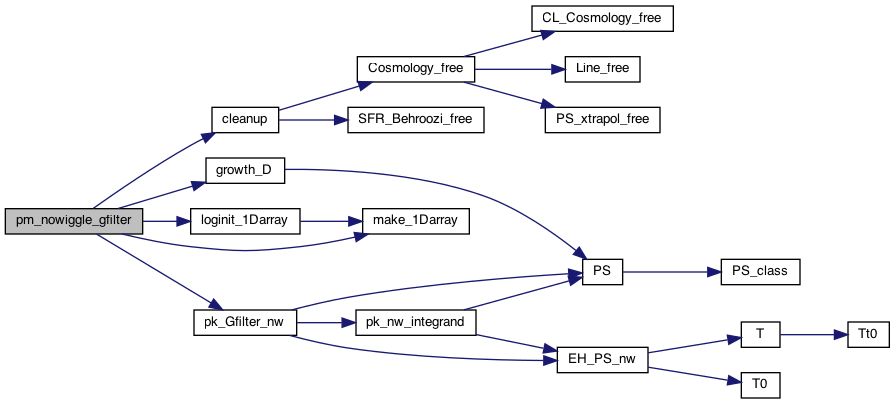 CL_Cosmology_free
Cosmology_free
Line_free
cleanup
SFR_Behroozi_free
PS_xtrapol_free
growth_D
pm_nowiggle_gfilter
loginit_1Darray
make_1Darray
PS
PS_class
pk_Gfilter_nw
pk_nw_integrand
T
Tt0
EH_PS_nw
T0